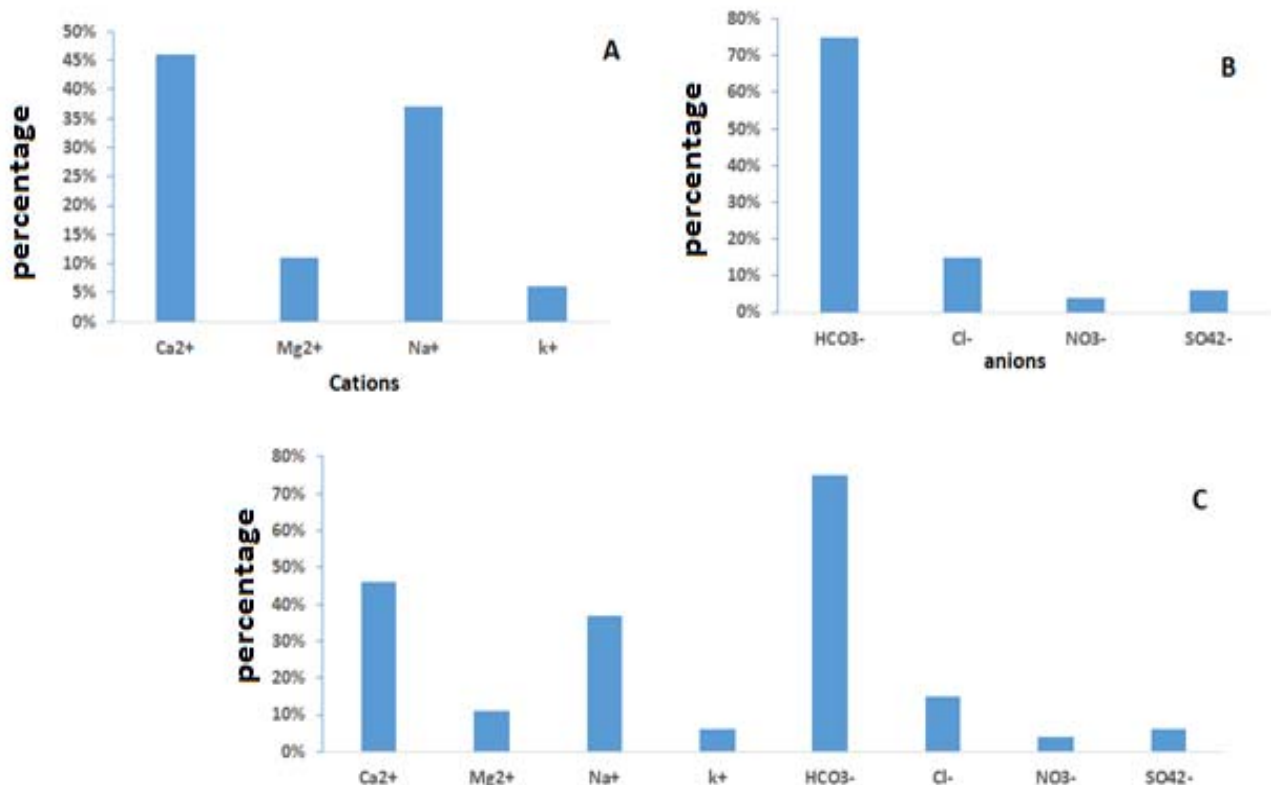 A
percentage
50%
45%
40%
35%
30%
25%
20%
15%
10%
5%
0%
Ca2+ Mg2+ Na+ k+
Cations
B
percentage
80%
70%
60%
50%
40%
30%
20%
10%
0%
HCO3- Cl- NO3- SO42-
anions
C
percentage
80%
70%
60%
50%
40%
30%
20%
10%
0%
Ca2+ Mg2+ Na+ k+ HCO3- Cl- NO3- SO42-